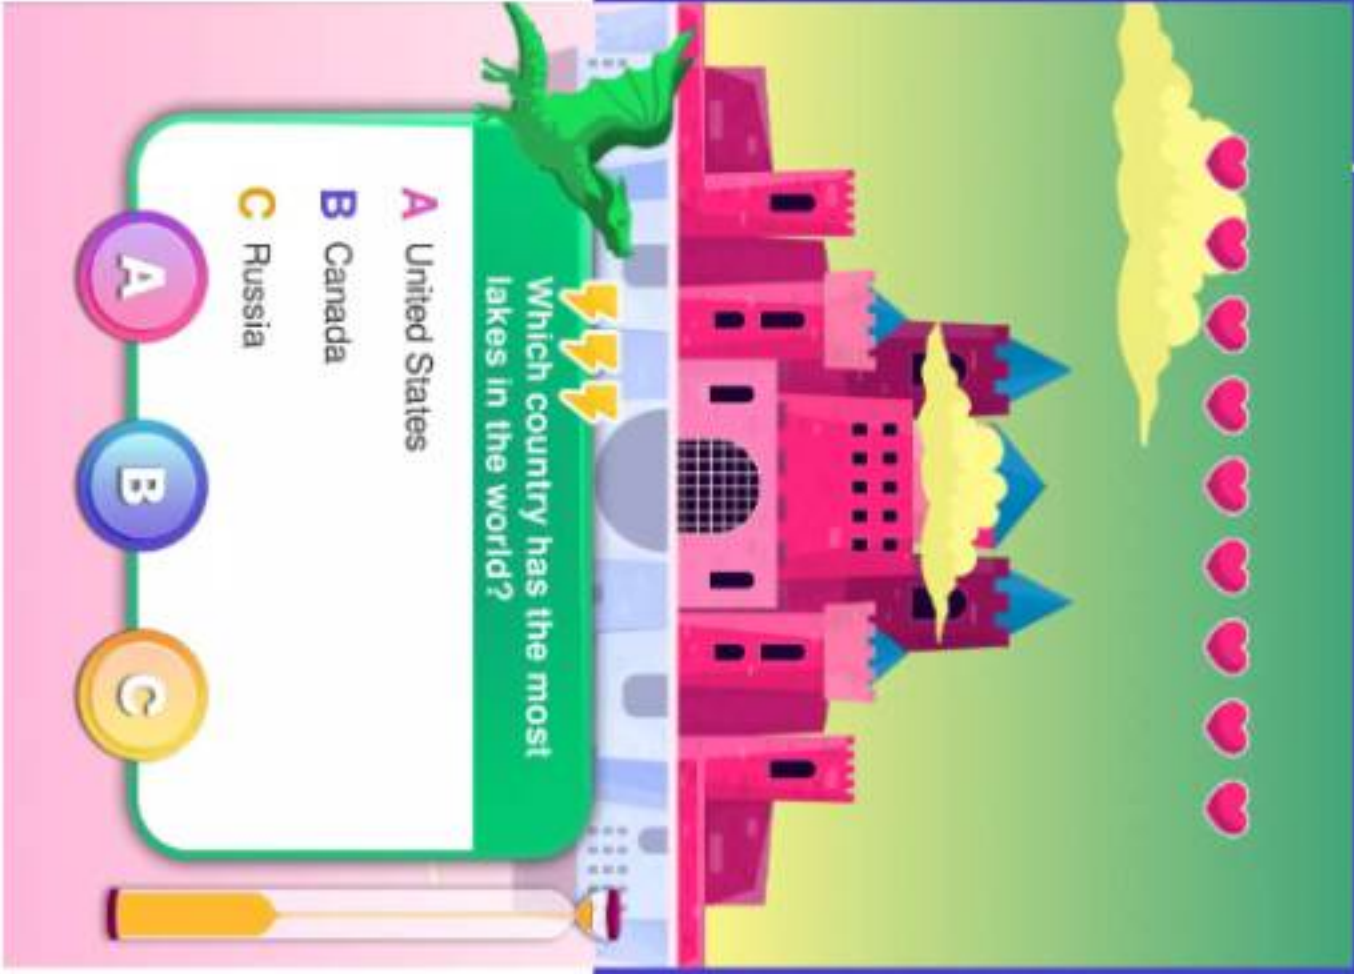 Which country has the most
lakes in the world?
A United States
B Canada
C Russia
A
B
C